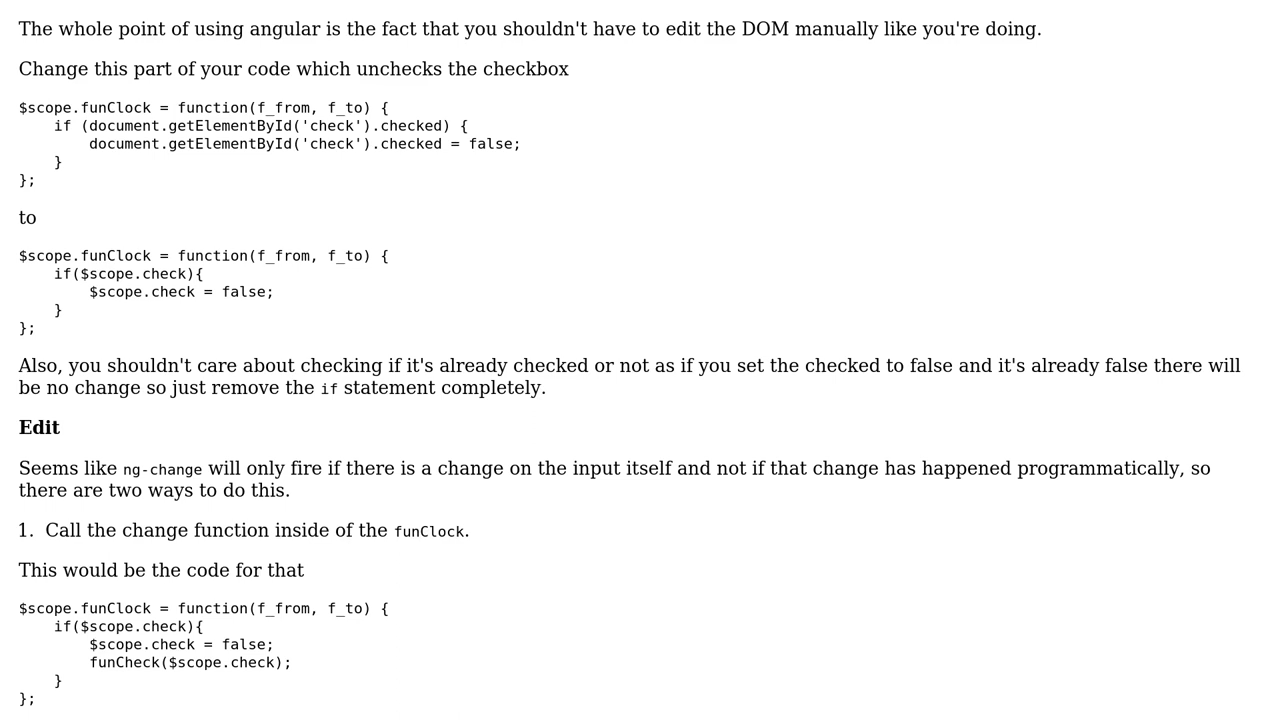 The whole point of using angular is the fact that you shouldn't have to edit the DOM manually like you're doing.
Change this part of your code which unchecks the checkbox
$scope.funClock = function(f_from, f_to) {
    if (document.getElementById('check').checked) {
        document.getElementById('check').checked = false;
    }
};
to
$scope.funClock = function(f_from, f_to) {
    if($scope.check){
        $scope.check = false;
    }
};
Also, you shouldn't care about checking if it's already checked or not as if you set the checked to false and it's already false there will
be no change so just remove the if statement completely.
Edit
Seems like ng-change will only fire if there is a change on the input itself and not if that change has happened programmatically, so
there are two ways to do this.
1. Call the change function inside of the funClock.
This would be the code for that
$scope.funClock = function(f_from, f_to) {
    if($scope.check){
        $scope.check = false;
        funCheck($scope.check);
    }
};